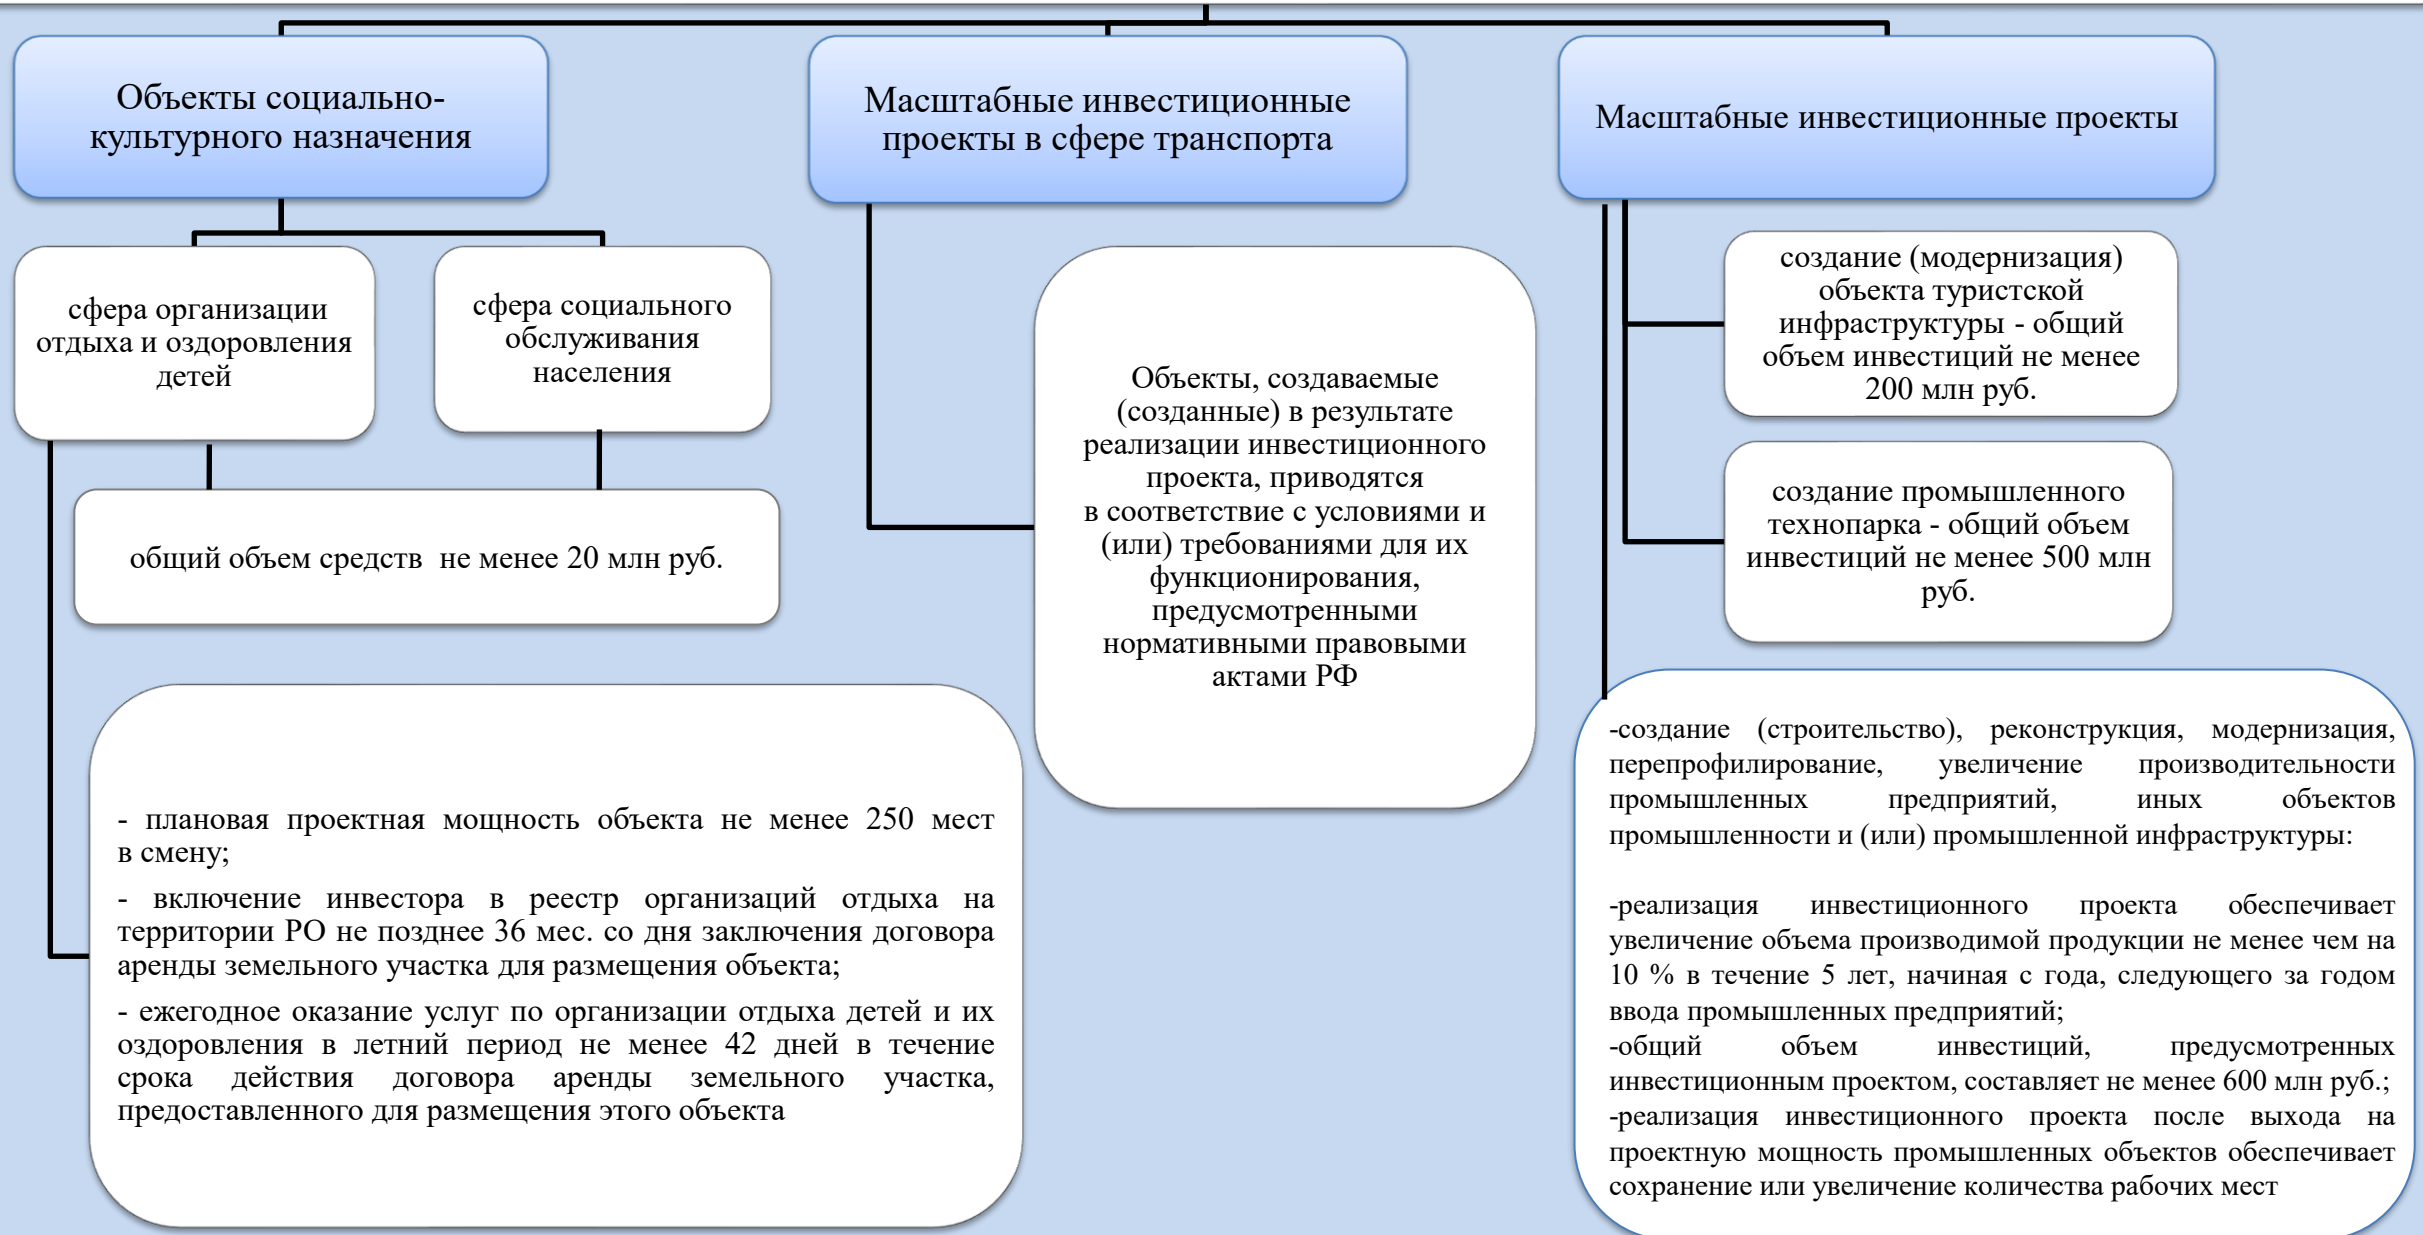 Объекты социально-
культурного назначения
Масштабные инвестиционные
проекты в сфере транспорта
Масштабные инвестиционные проекты
сфера организации
отдыха и оздоровления
детей
сфера социального
обслуживания
населения
общий объем средств  не менее 20 млн руб.
- плановая проектная мощность объекта не менее 250 мест
в смену;
- включение инвестора в реестр организаций отдыха на
территории РО не позднее 36 мес. со дня заключения договора
аренды земельного участка для размещения объекта;
- ежегодное оказание услуг по организации отдыха детей и их
оздоровления в летний период не менее 42 дней в течение
срока действия договора аренды земельного участка,
предоставленного для размещения этого объекта
Объекты, создаваемые
(созданные) в результате
реализации инвестиционного
проекта, приводятся
в соответствие с условиями и
(или) требованиями для их
функционирования,
предусмотренными
нормативными правовыми
актами РФ
создание (модернизация)
объекта туристской
инфраструктуры - общий
объем инвестиций не менее
200 млн руб.
создание промышленного
технопарка - общий объем
инвестиций не менее 500 млн
руб.
-создание (строительство), реконструкция, модернизация,
перепрофилирование, увеличение производительности
промышленных предприятий, иных объектов
промышленности и (или) промышленной инфраструктуры:
-реализация инвестиционного проекта обеспечивает
увеличение объема производимой продукции не менее чем на
10 % в течение 5 лет, начиная с года, следующего за годом
ввода промышленных предприятий;
-общий объем инвестиций, предусмотренных
инвестиционным проектом, составляет не менее 600 млн руб.;
-реализация инвестиционного проекта после выхода на
проектную мощность промышленных объектов обеспечивает
сохранение или увеличение количества рабочих мест